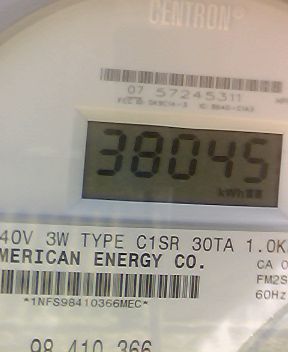 CENTRON®
07 57245311
38045
kWh
40V 3W TYPE C1SR 30TA 1.0K
MERICAN ENERGY CO.
CA 0
FM2S
60Hz
*1NFS98410366MEC*
98 410 366